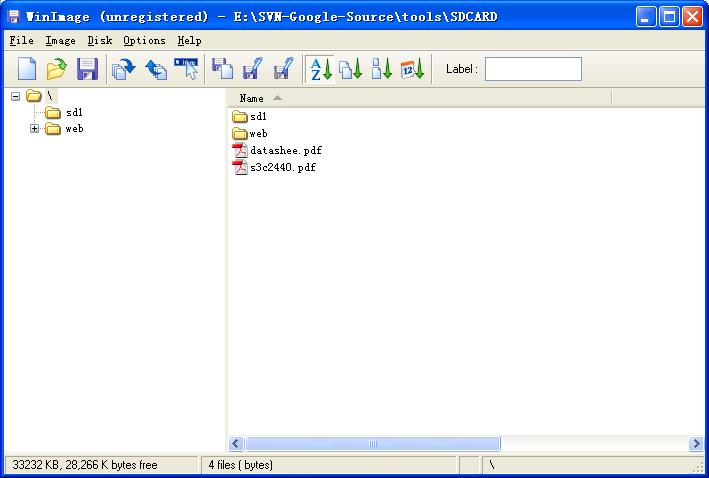 WinImage (unregistered) - E:\SVN-Google-Source\tools\SDCARD
File Image Disk Options Help
A Z 12 Label :
\
sd1
web
Name
sd1
web
datashee.pdf
s3c2440.pdf
33232 KB, 28,266 K bytes free 4 files ( bytes) \